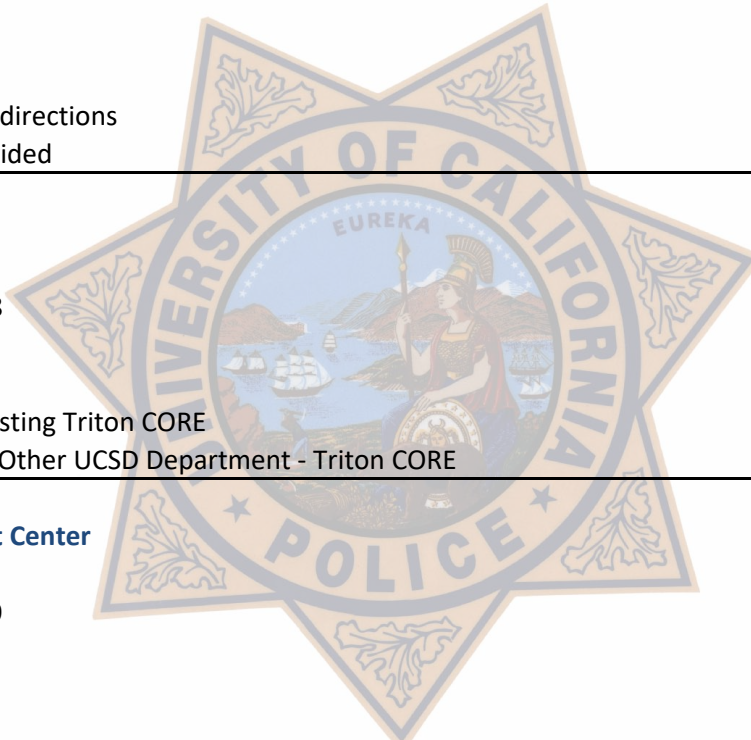 directions
ided
UNIVERSITY OF CALIFORNIA
EUREKA
sting Triton CORE
Other UCSD Department - Triton CORE
t Center
POLICE